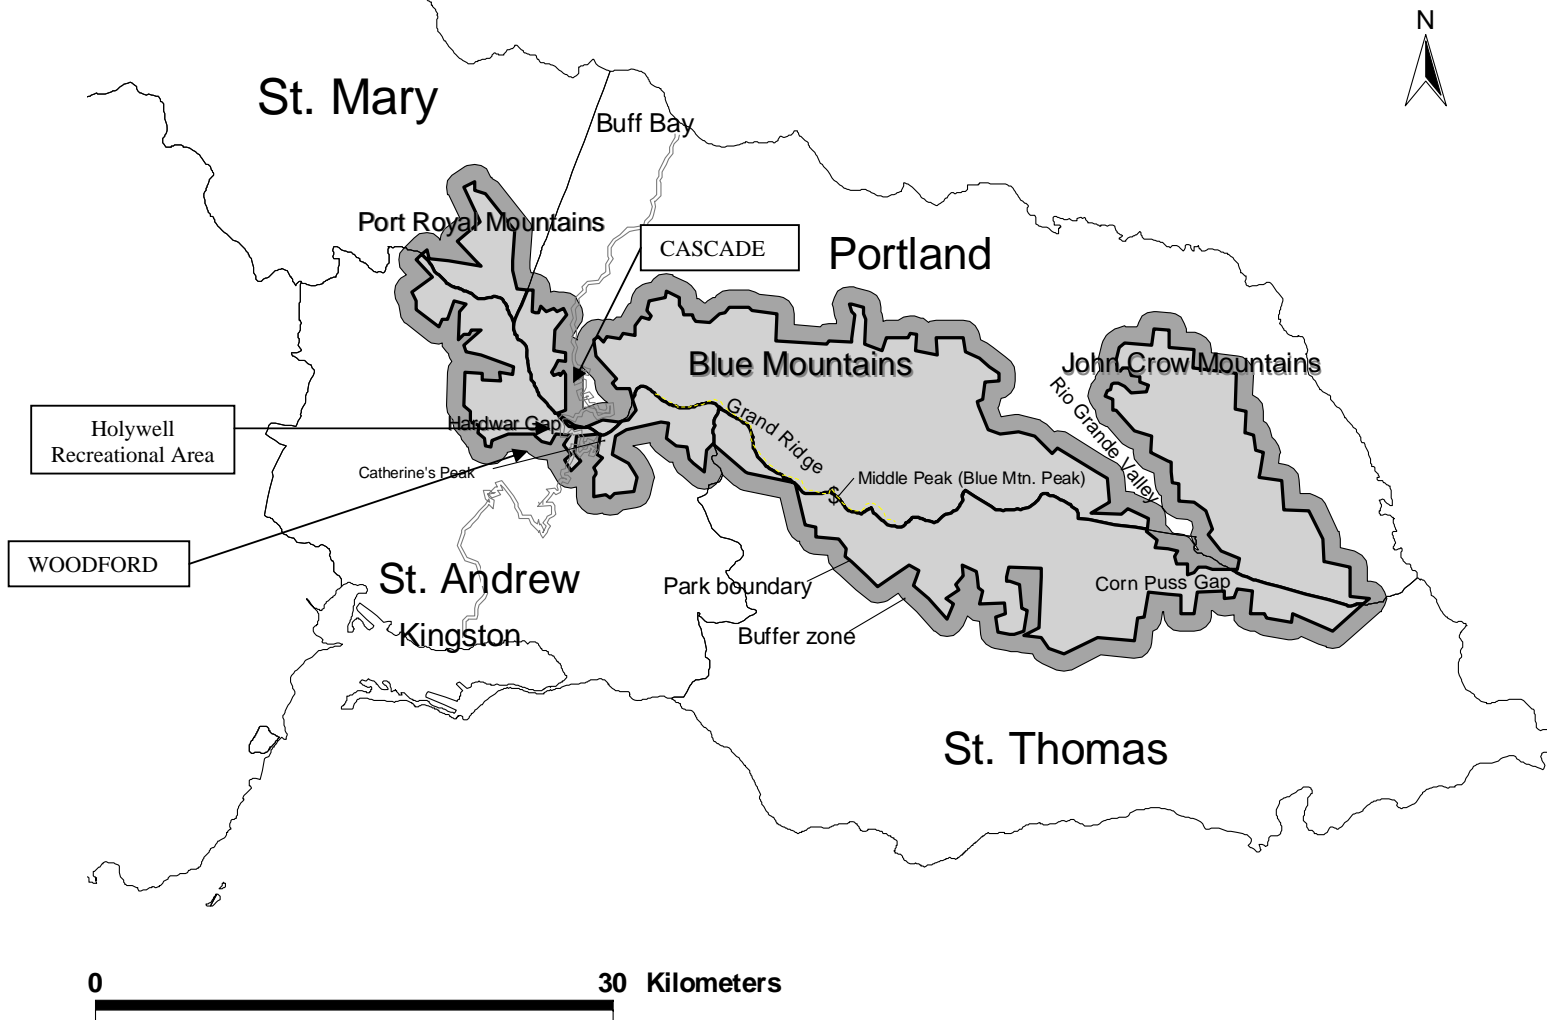 N
St. Mary
Buff Bay
Port Royal Mountains
CASCADE
Portland
Blue Mountains
John Crow Mountains
Rio Grande Valley
Grand Ridge
Hardwar Gap
Holywell
Recreational Area
Catherine's Peak
Middle Peak (Blue Mtn. Peak)
WOODFORD
St. Andrew
Park boundary
Corn Puss Gap
Kingston
Buffer zone
St. Thomas
0 30 Kilometers